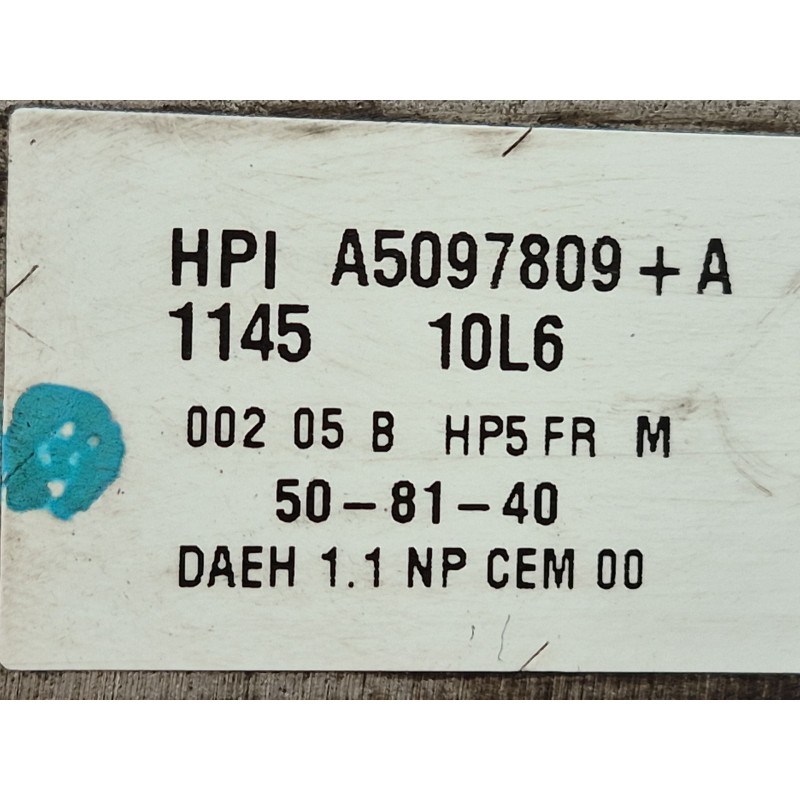 HPI A5097809+A
1145 10L6
002 05 B HP5 FR M
50-81-40
DAEH 1.1 NP CEM 00